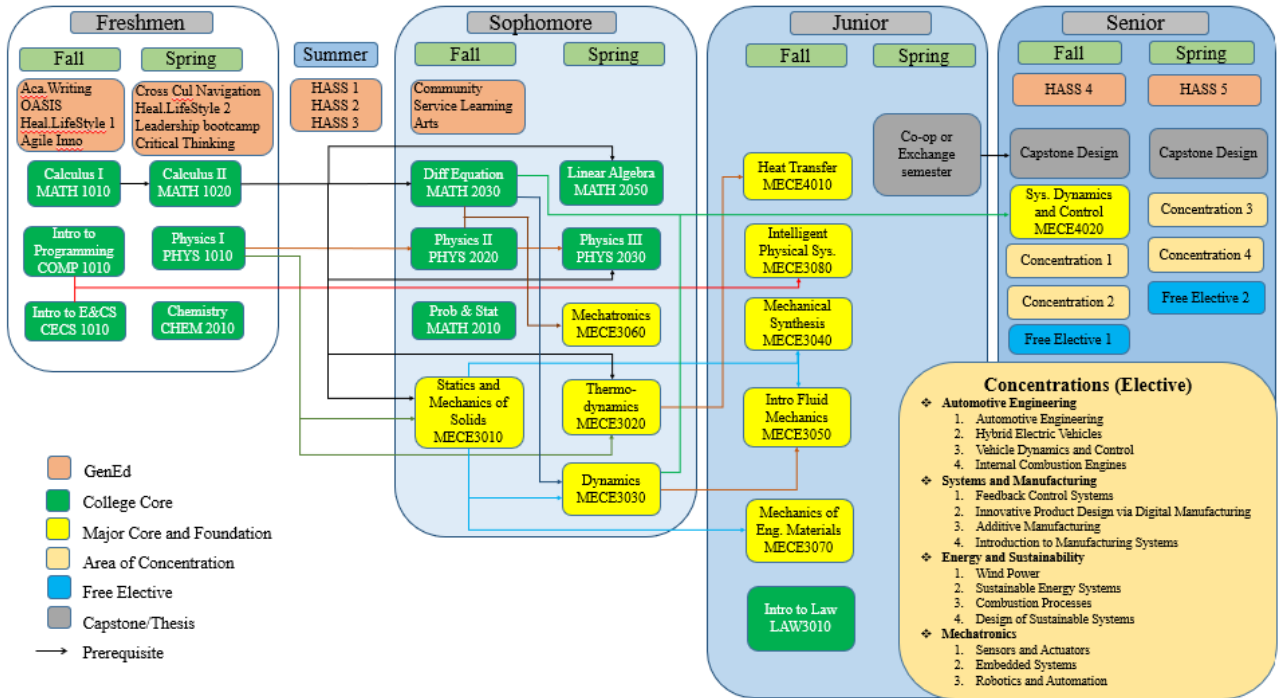 Freshmen
Fall
Spring
Aca.Writing
OASIS
Heal.LifeStyle 1
Agile Inno
Cross Cul Navigation
Heal.LifeStyle 2
Leadership bootcamp
Critical Thinking
Calculus I
MATH 1010
Calculus II
MATH 1020
Intro to
Programming
COMP 1010
Physics I
PHYS 1010
Intro to E&CS
CECS 1010
Chemistry
CHEM 2010
Summer
HASS 1
HASS 2
HASS 3
Sophomore
Fall
Spring
Community
Service Learning
Arts
Diff Equation
MATH 2030
Linear Algebra
MATH 2050
Physics II
PHYS 2020
Physics III
PHYS 2030
Prob & Stat
MATH 2010
Mechatronics
MECE3060
Statics and
Mechanics of
Solids
MECE3010
Thermo-
dynamics
MECE3020
Dynamics
MECE3030
Junior
Fall
Spring
Co-op or
Exchange
semester
Heat Transfer
MECE4010
Intelligent
Physical Sys.
MECE3080
Mechanical
Synthesis
MECE3040
Intro Fluid
Mechanics
MECE3050
Mechanics of
Eng. Materials
MECE3070
Intro to Law
LAW3010
Senior
Fall
Spring
HASS 4
HASS 5
Capstone Design
Capstone Design
Sys. Dynamics
and Control
MECE4020
Concentration 1
Concentration 2
Free Elective 1
Concentration 3
Concentration 4
Free Elective 2
Concentrations (Elective)
❖ Automotive Engineering
1. Automotive Engineering
2. Hybrid Electric Vehicles
3. Vehicle Dynamics and Control
4. Internal Combustion Engines
❖ Systems and Manufacturing
1. Feedback Control Systems
2. Innovative Product Design via Digital Manufacturing
3. Additive Manufacturing
4. Introduction to Manufacturing Systems
❖ Energy and Sustainability
1. Wind Power
2. Sustainable Energy Systems
3. Combustion Processes
4. Design of Sustainable Systems
❖ Mechatronics
1. Sensors and Actuators
2. Embedded Systems
3. Robotics and Automation
GenEd
College Core
Major Core and Foundation
Area of Concentration
Free Elective
Capstone/Thesis
Prerequisite